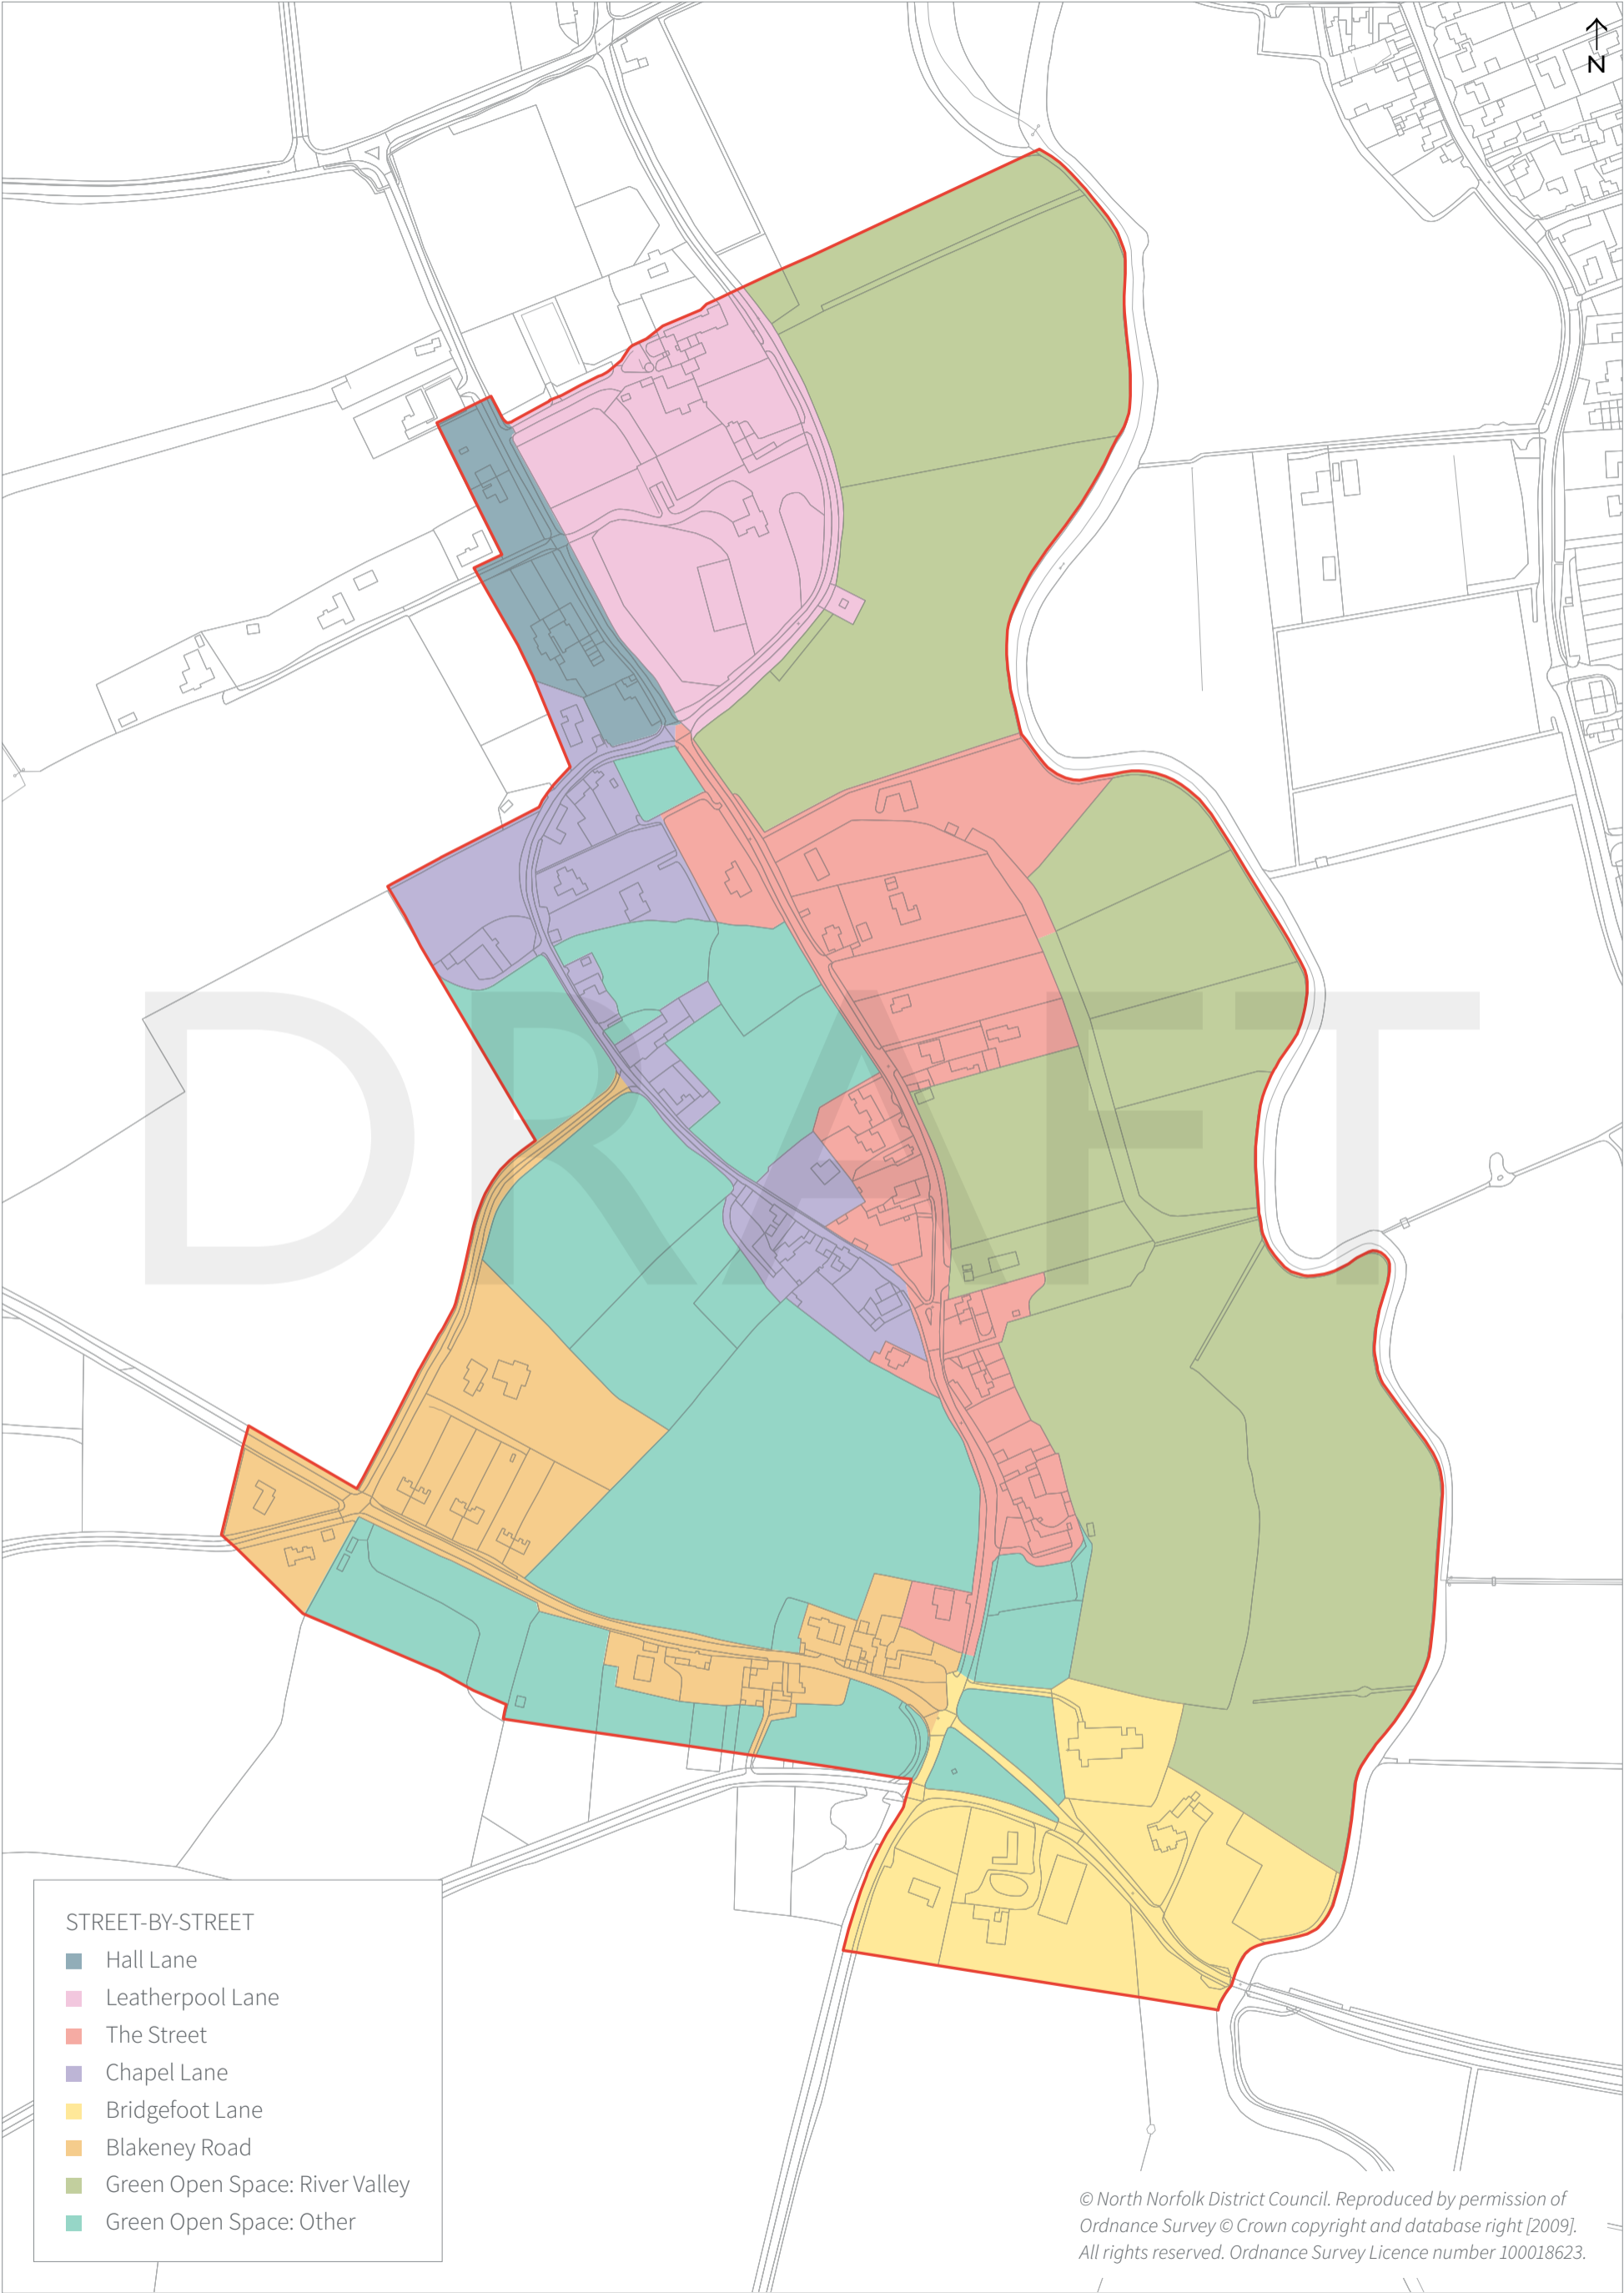 N
DRAFT
STREET-BY-STREET
Hall Lane
Leatherpool Lane
The Street
Chapel Lane
Bridgefoot Lane
Blakeney Road
Green Open Space: River Valley
Green Open Space: Other
© North Norfolk District Council. Reproduced by permission of
Ordnance Survey © Crown copyright and database right [2009].
All rights reserved. Ordnance Survey Licence number 100018623.